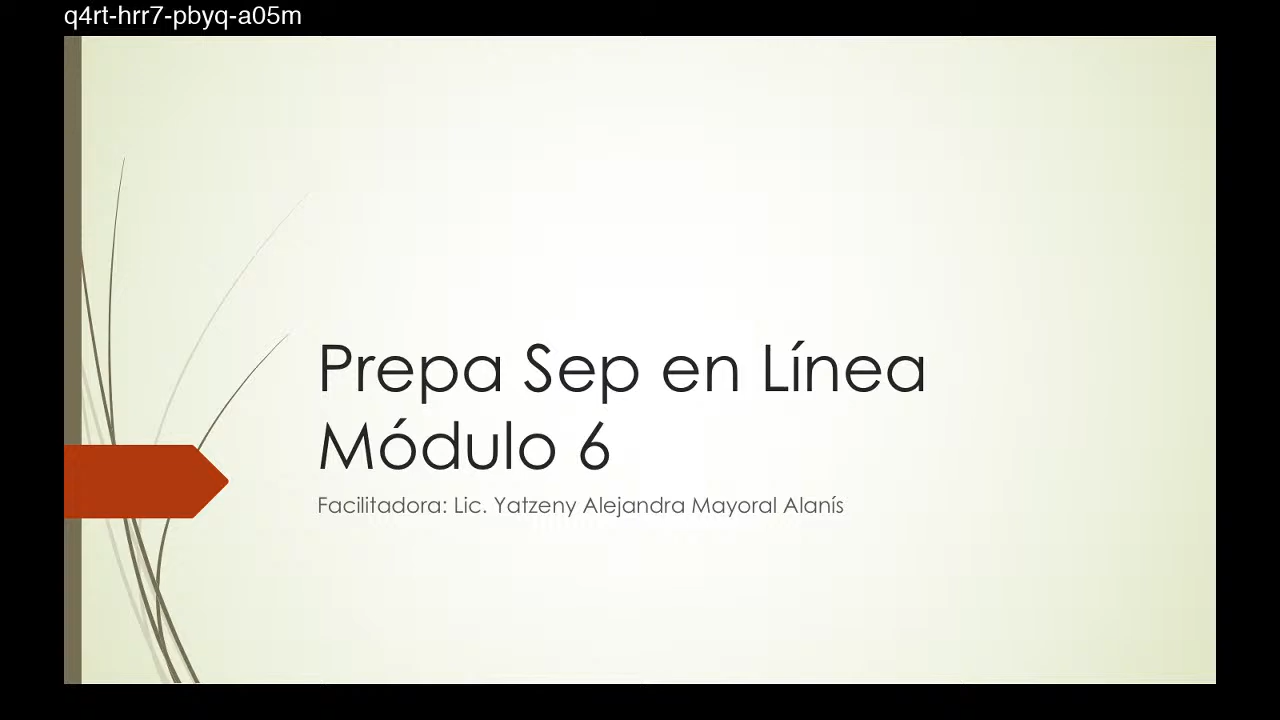 q4rt-hrr7-pbyq-a05m
Prepa Sep en Línea
Módulo 6
Facilitadora: Lic. Yatzeny Alejandra Mayoral Alanís